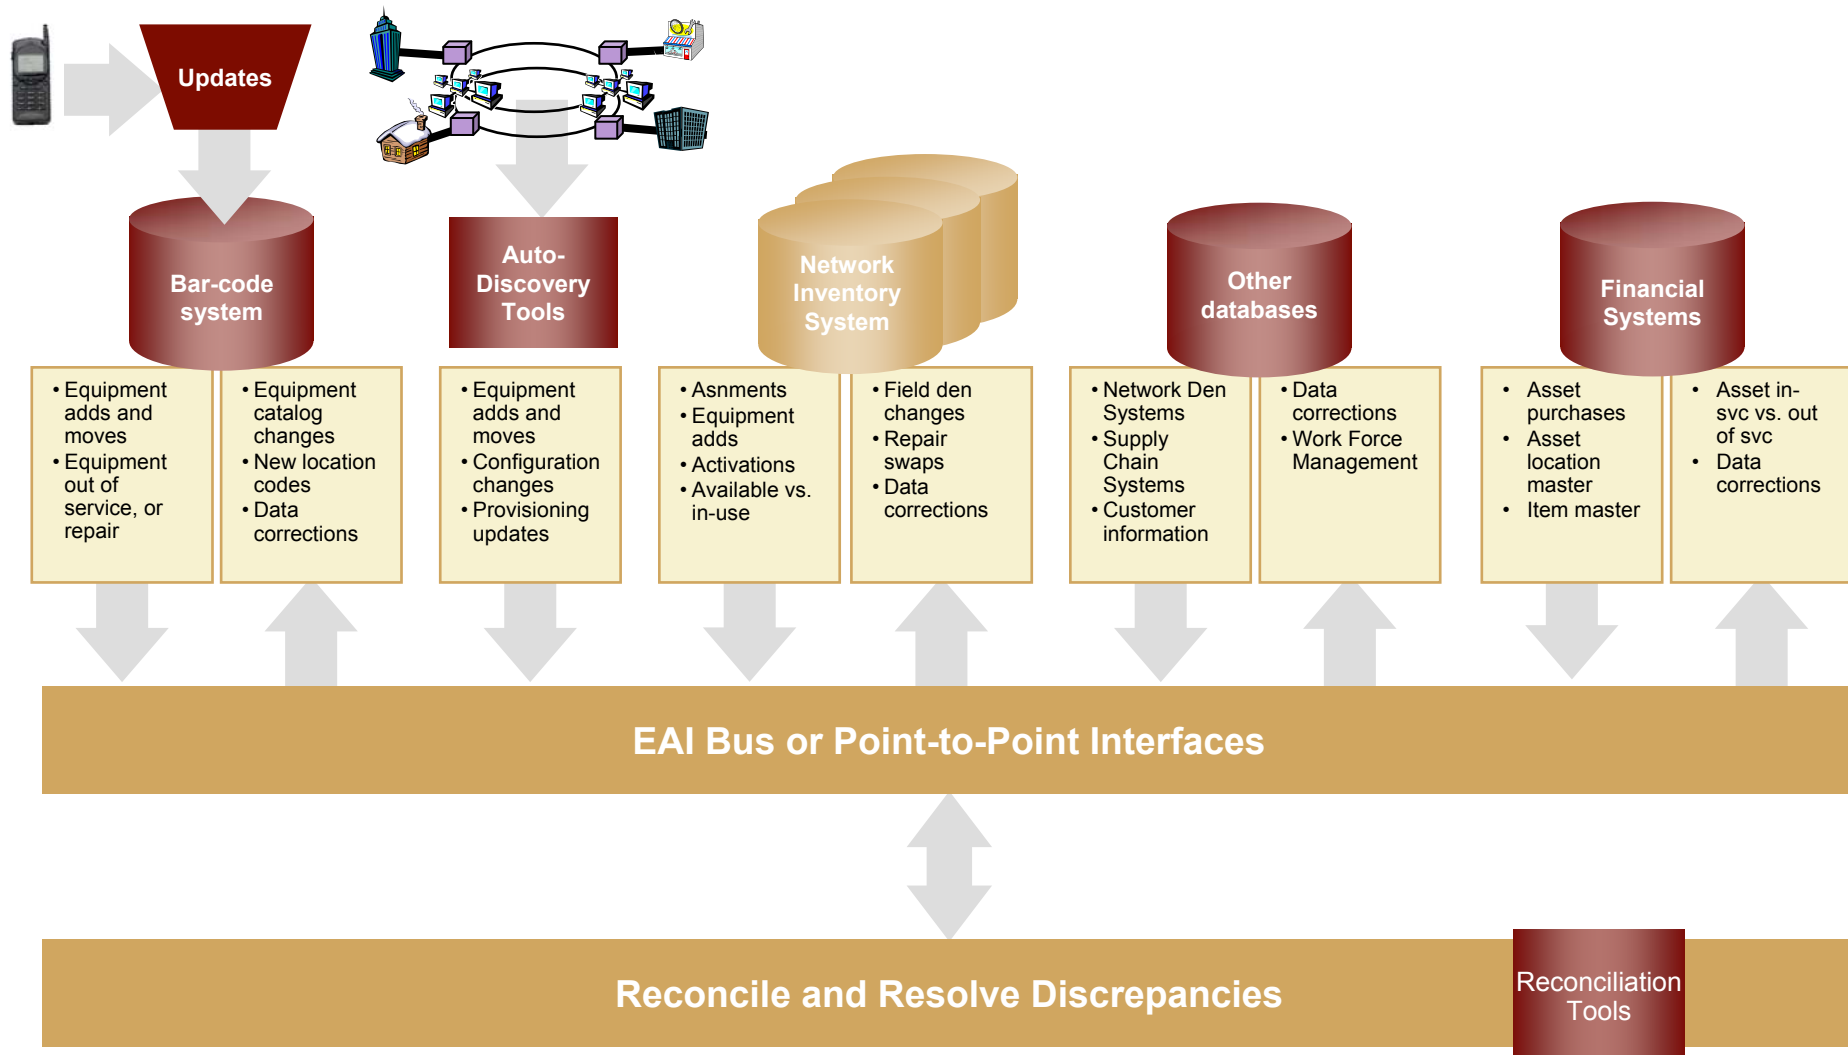 Updates
Bar-code
system
Auto-
Discovery
Tools
Network
Inventory
System
Other
databases
Financial
Systems
• Equipment
adds and
moves
• Equipment
out of
service, or
repair
• Equipment
catalog
changes
• New location
codes
• Data
corrections
• Equipment
adds and
moves
• Configuration
changes
• Provisioning
updates
• Asnments
• Equipment
adds
• Activations
• Available vs.
in-use
• Field den
changes
• Repair
swaps
• Data
corrections
• Network Den
Systems
• Supply
Chain
Systems
• Customer
information
• Data
corrections
• Work Force
Management
• Asset
purchases
• Asset
location
master
• Item master
• Asset in-
svc vs. out
of svc
• Data
corrections
EAI Bus or Point-to-Point Interfaces
Reconcile and Resolve Discrepancies
Reconciliation
Tools